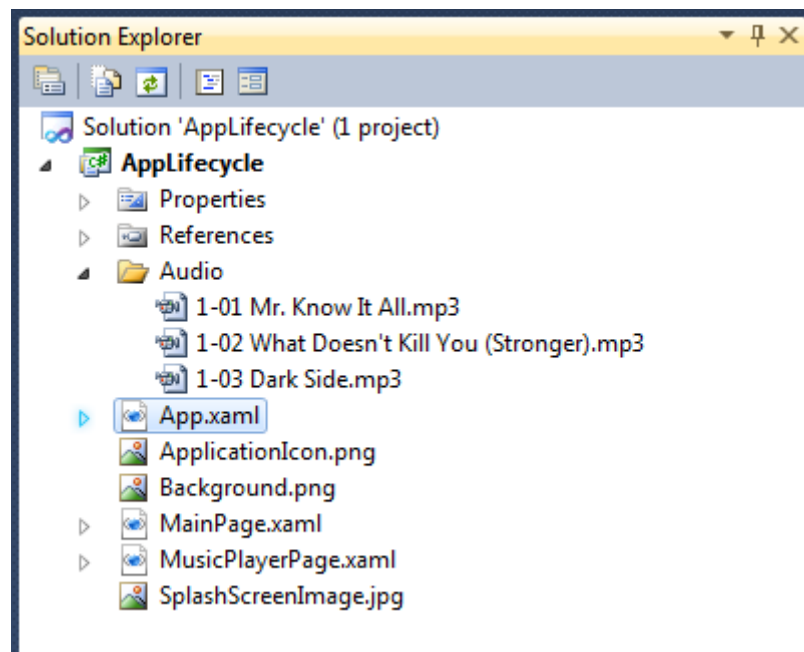 Solution Explorer
Solution 'AppLifecycle' (1 project)
AppLifecycle
Properties
References
Audio
1-01 Mr. Know It All.mp3
1-02 What Doesn't Kill You (Stronger).mp3
1-03 Dark Side.mp3
App.xaml
ApplicationIcon.png
Background.png
MainPage.xaml
MusicPlayerPage.xaml
SplashScreenImage.jpg